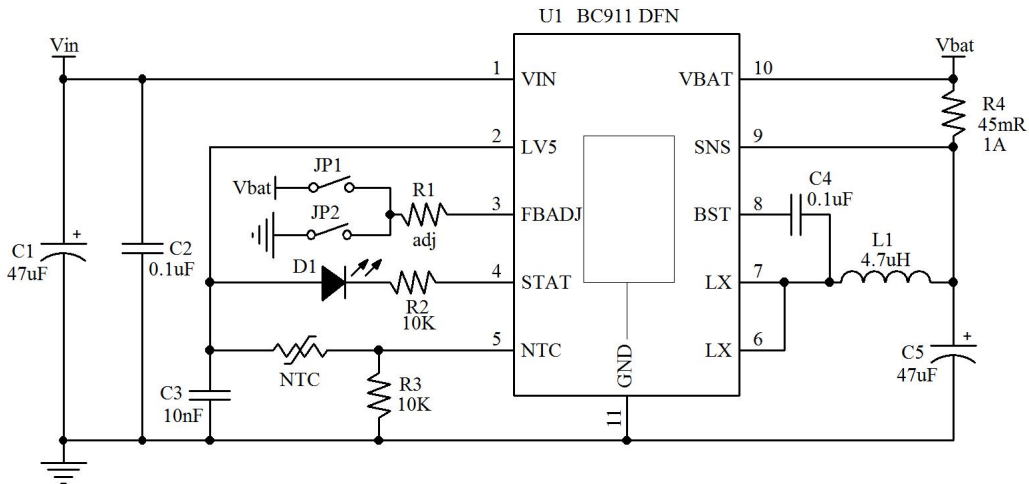 U1 BC911 DFN
Vin
Vbat
1
VIN
VBAT
10
R4
45mR
1A
2
LV5
SNS
9
JP1
Vbat
R1
C4
0.1uF
3
FBADJ
BST
8
JP2
adj
C1
+
47uF
C2
0.1uF
D1
L1
4.7uH
4
STAT
LX
7
R2
10K
5
NTC
LX
6
+
C5
47uF
NTC
C3
10nF
R3
10K
GND
11